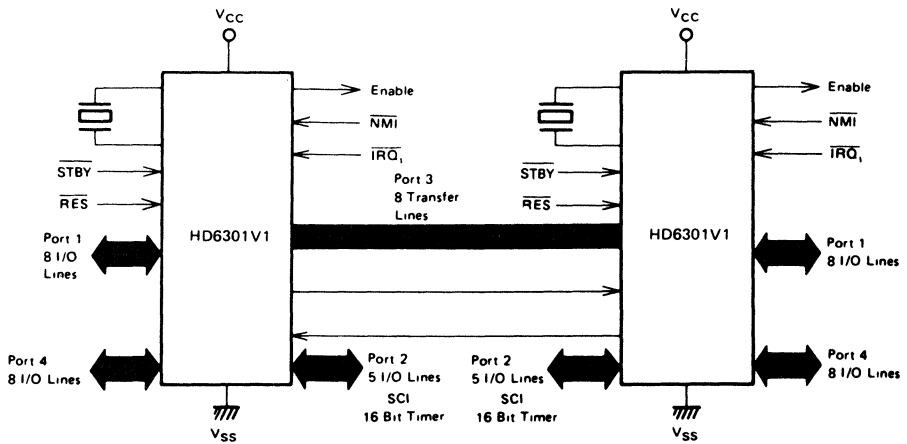 VCC
Enable
NMI
IRQ1
STBY
RES
Port 1
8 I/O
Lines
HD6301V1
Port 4
8 I/O Lines
Port 2
5 I/O Lines
SCI
16 Bit Timer
VSS
Port 3
8 Transfer
Lines
VCC
Enable
NMI
IRQ1
STBY
RES
HD6301V1
Port 1
8 I/O Lines
Port 2
5 I/O Lines
SCI
16 Bit Timer
Port 4
8 I/O Lines
VSS